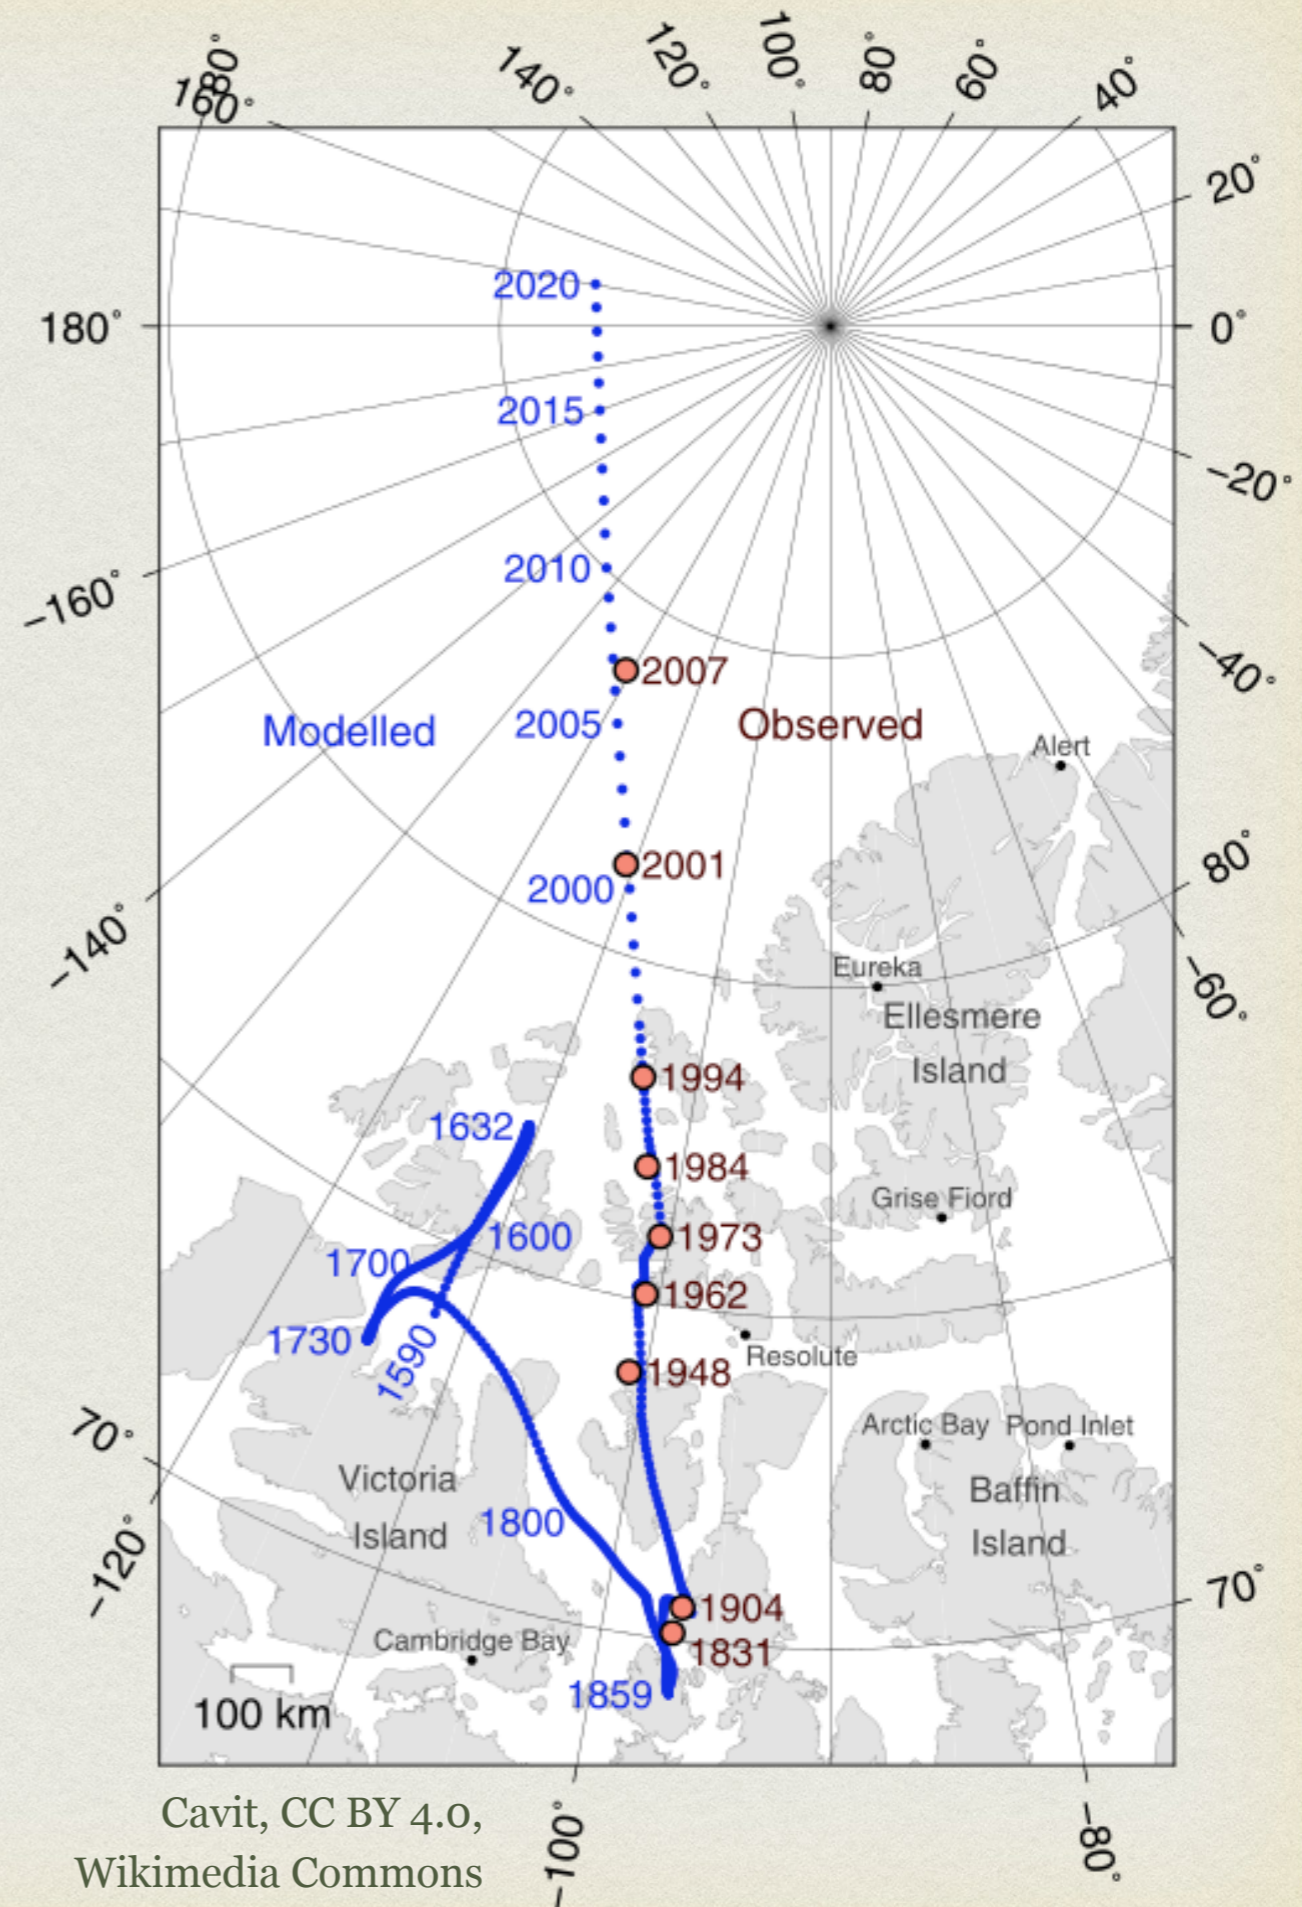 180°
160°
140°
120°
100°
80°
60°
40°
20°
180°
0°
−20°
−160°
−40°
−140°
80°
−60°
70°
−120°
70°
−100°
−80°
2020
2015
2010
2007
2005
Modelled
Observed
Alert
2001
2000
Eureka
Ellesmere
Island
1994
1632
1984
Grise Fiord
1600
1973
1700
1962
1730
1590
1948
Resolute
Arctic Bay
Pond Inlet
Victoria
Island
Baffin
Island
1800
1904
1831
Cambridge Bay
1859
100 km
Cavit, CC BY 4.0,
Wikimedia Commons